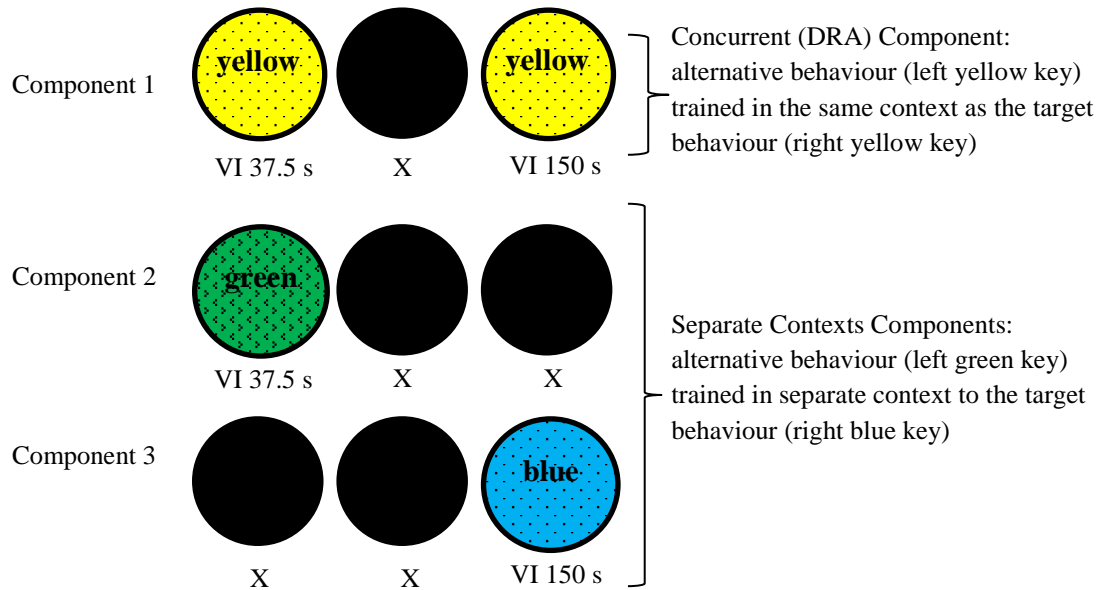 Component 1
yellow
yellow
VI 37.5 s
X
VI 150 s
Concurrent (DRA) Component:
alternative behaviour (left yellow key)
trained in the same context as the target
behaviour (right yellow key)
Component 2
green
VI 37.5 s
X
X
Component 3
blue
X
X
VI 150 s
Separate Contexts Components:
alternative behaviour (left green key)
trained in separate context to the target
behaviour (right blue key)